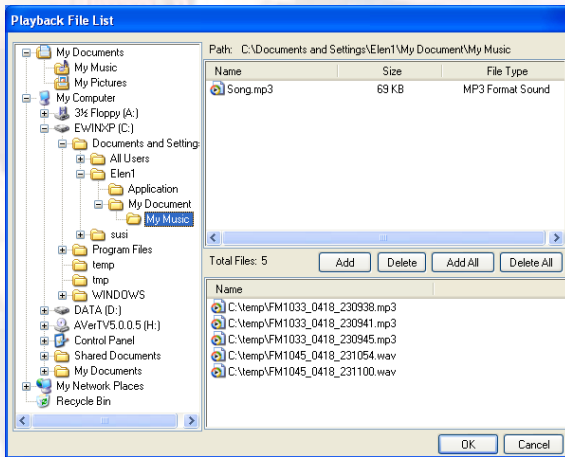 Playback File List
My Documents
My Music
My Pictures
My Computer
3½ Floppy (A:)
EWINXP (C:)
Documents and Setting
All Users
Elen1
Application
My Document
My Music
susi
Program Files
temp
tmp
WINDOWS
DATA (D:)
AVerTV5.0.0.5 (H:)
Control Panel
Shared Documents
My Documents
My Network Places
Recycle Bin
Path: C:\Documents and Settings\Elen1\My Document\My Music
Name Size File Type
Song.mp3 69 KB MP3 Format Sound
Total Files: 5 Add Delete Add All Delete All
Name
C:\temp\FM1033_0418_230938.mp3
C:\temp\FM1033_0418_230941.mp3
C:\temp\FM1033_0418_230945.mp3
C:\temp\FM1045_0418_231054.wav
C:\temp\FM1045_0418_231100.wav
OK Cancel